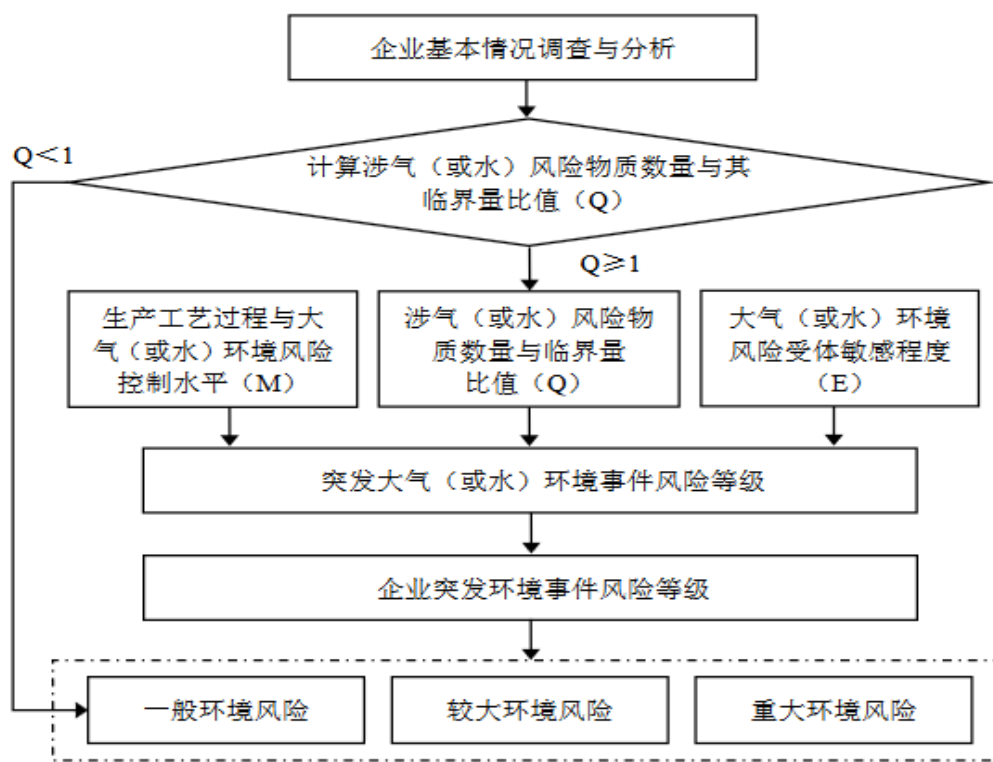 企业基本情况调查与分析
Q＜1
计算涉气（或水）风险物质数量与其
临界量比值（Q）
Q≥1
生产工艺过程与大
气（或水）环境风险
控制水平（M）
涉气（或水）风险物
质数量与临界量
比值（Q）
大气（或水）环境
风险受体敏感程度
（E）
突发大气（或水）环境事件风险等级
企业突发环境事件风险等级
一般环境风险
较大环境风险
重大环境风险